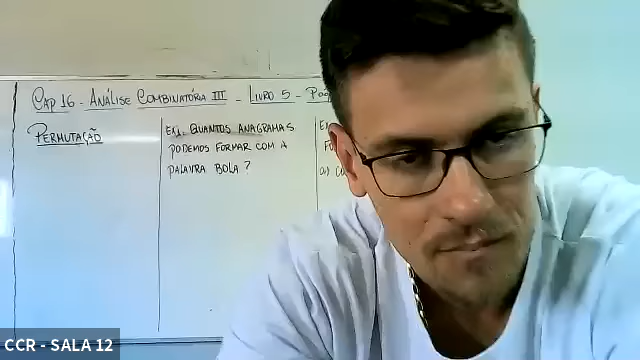 CAP 16 - ANÁLISE COMBINATÓRIA III - LIVRO 5 -
PERMUTAÇÃO
EX1. QUANTOS ANAGRAMAS
PODEMOS FORMAR COM A
PALAVRA BOLA?
CCR - SALA 12